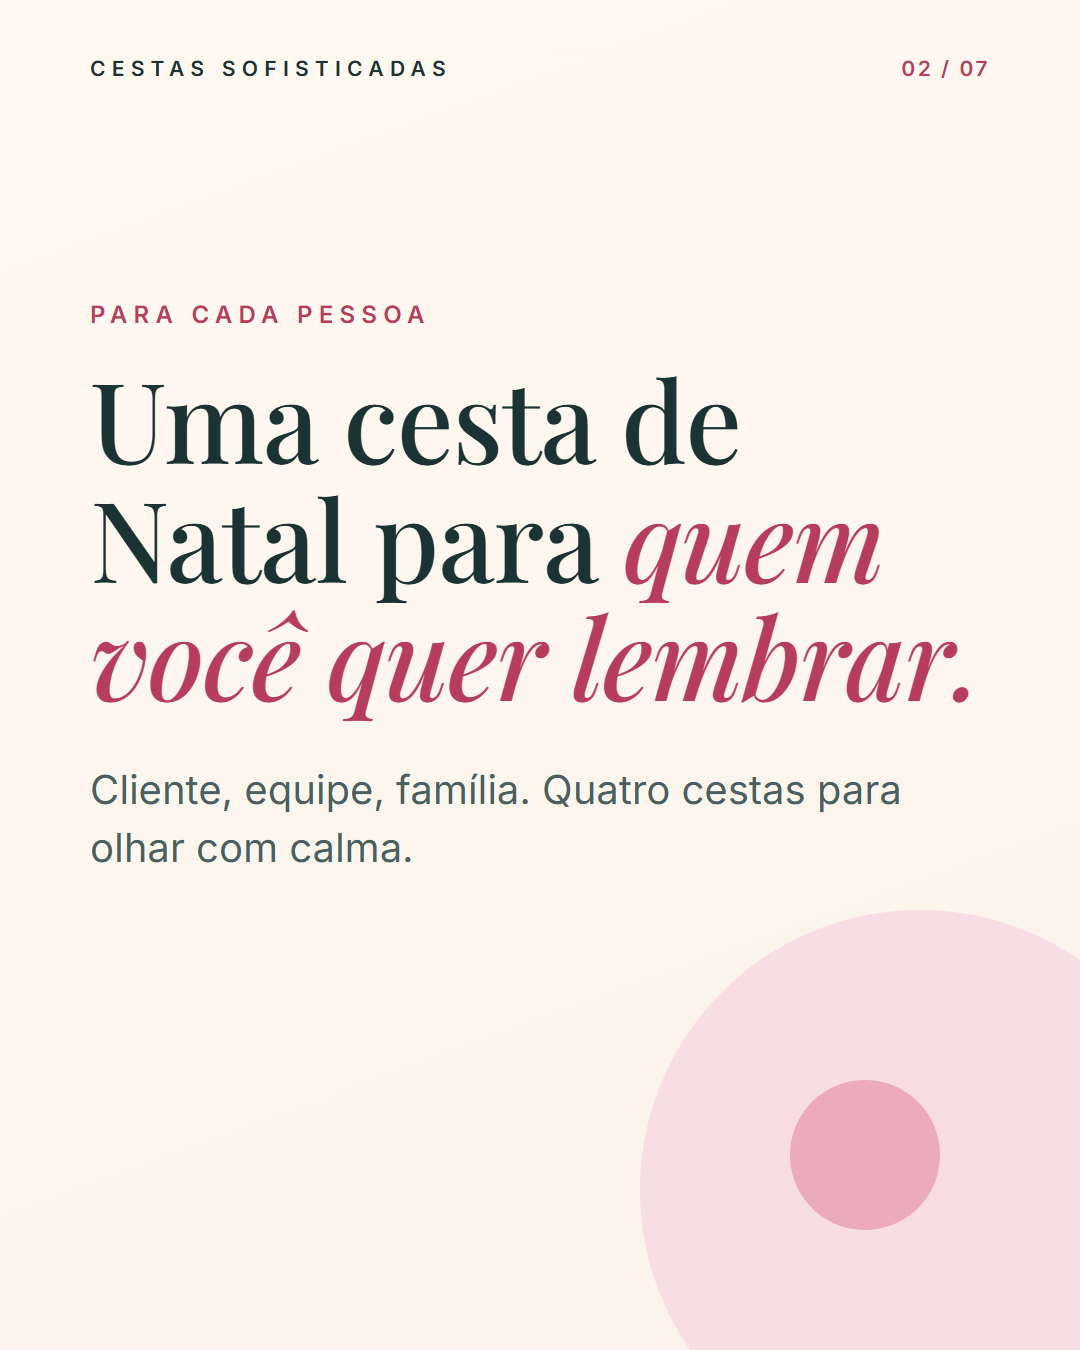 CESTAS SOFISTICADAS
02 / 07
PARA CADA PESSOA
Uma cesta de
Natal para quem
você quer lembrar.
Cliente, equipe, família. Quatro cestas para
olhar com calma.